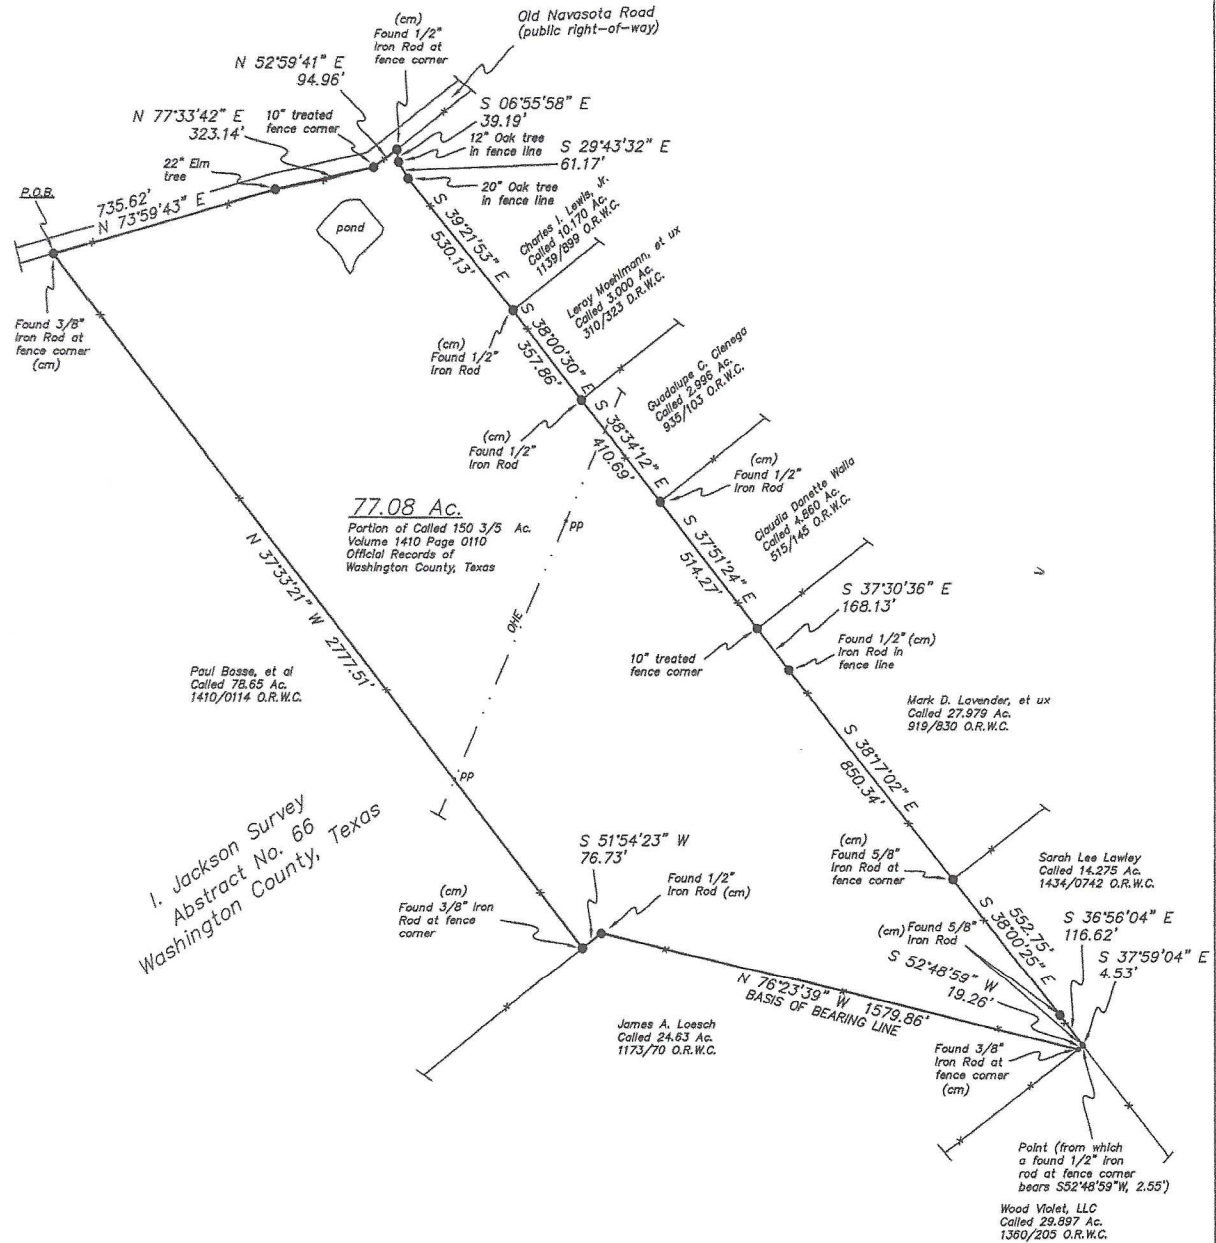 Old Navasota Road
(public right-of-way)
(cm)
Found 1/2"
Iron Rod at
fence corner
N 52°59'41" E
94.96'
N 77°33'42" E
323.14'
10" treated
fence corner
S 06°55'58" E
39.19'
12" Oak tree
in fence line
S 29°43'32" E
61.17'
22" Elm
tree
20" Oak tree
in fence line
P.O.B.
735.62'
N 73°59'43" E
pond
S 39°21'53" E
530.13'
Charles I. Lewis, Jr.
Called 10.170 Ac.
1139/899 O.R.W.C.
Found 3/8"
Iron Rod at
fence corner
(cm)
(cm)
Found 1/2"
Iron Rod
S 38°00'30" E
357.86'
Leroy Moehlmann, et ux
Called 3.000 Ac.
310/323 D.R.W.C.
(cm)
Found 1/2"
Iron Rod
S 38°34'12" E
410.69'
Guadalupe C. Cienega
Called 2.996 Ac.
935/103 O.R.W.C.
(cm)
Found 1/2"
Iron Rod
77.08 Ac.
Portion of Called 150 3/5 Ac.
Volume 1410 Page 0110
Official Records of
Washington County, Texas
pp
OHE
pp
S 37°51'24" E
514.27'
Claudia Danette Walla
Called 4.860 Ac.
515/145 O.R.W.C.
N 37°33'21" W 2777.51'
S 37°30'36" E
168.13'
10" treated
fence corner
Found 1/2" (cm)
Iron Rod in
fence line
Paul Bosse, et al
Called 78.65 Ac.
1410/0114 O.R.W.C.
Mark D. Lavender, et ux
Called 27.979 Ac.
919/830 O.R.W.C.
S 38°17'02" E
850.34'
I. Jackson Survey
Abstract No. 66
Washington County, Texas
S 51°54'23" W
76.73'
(cm)
Found 3/8" Iron
Rod at fence
corner
Found 1/2"
Iron Rod (cm)
(cm)
Found 5/8"
Iron Rod at
fence corner
Sarah Lee Lawley
Called 14.275 Ac.
1434/0742 O.R.W.C.
552.75'
S 38°00'25" E
(cm) Found 5/8"
Iron Rod
S 36°56'04" E
116.62'
S 37°59'04" E
4.53'
S 52°48'59" W
19.26'
N 76°23'39" W 1579.86'
BASIS OF BEARING LINE
James A. Loesch
Called 24.63 Ac.
1173/70 O.R.W.C.
Found 3/8"
Iron Rod at
fence corner
(cm)
Point (from which
a found 1/2" iron
rod at fence corner
bears S52°48'59"W, 2.55')
Wood Violet, LLC
Called 29.897 Ac.
1360/205 O.R.W.C.